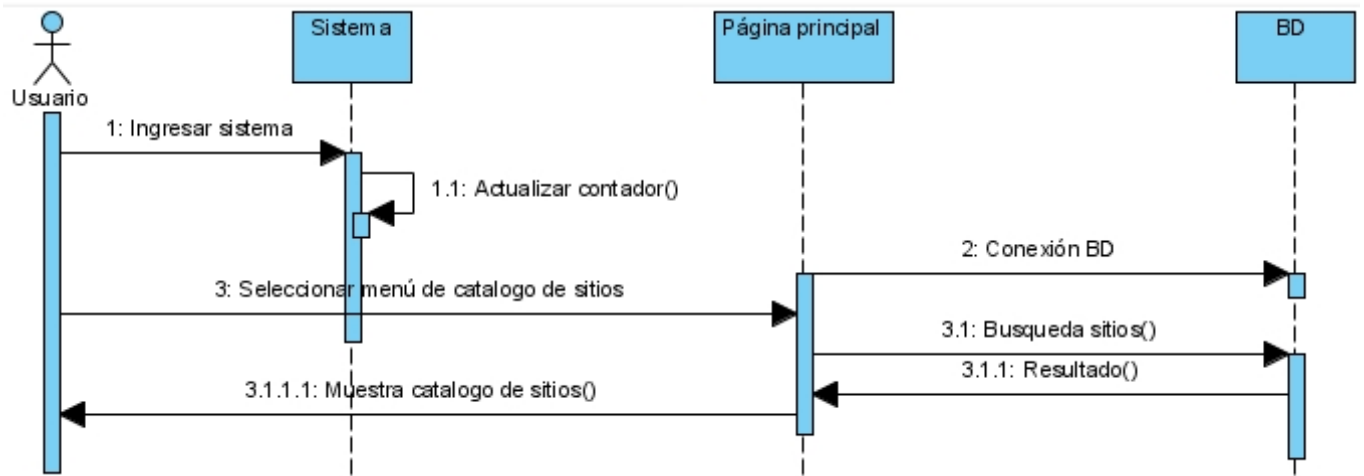 Sistema
Página principal
BD
Usuario
1: Ingresar sistema
1.1: Actualizar contador()
2: Conexión BD
3: Seleccionar menú de catalogo de sitios
3.1: Busqueda sitios()
3.1.1: Resultado()
3.1.1.1: Muestra catalogo de sitios()